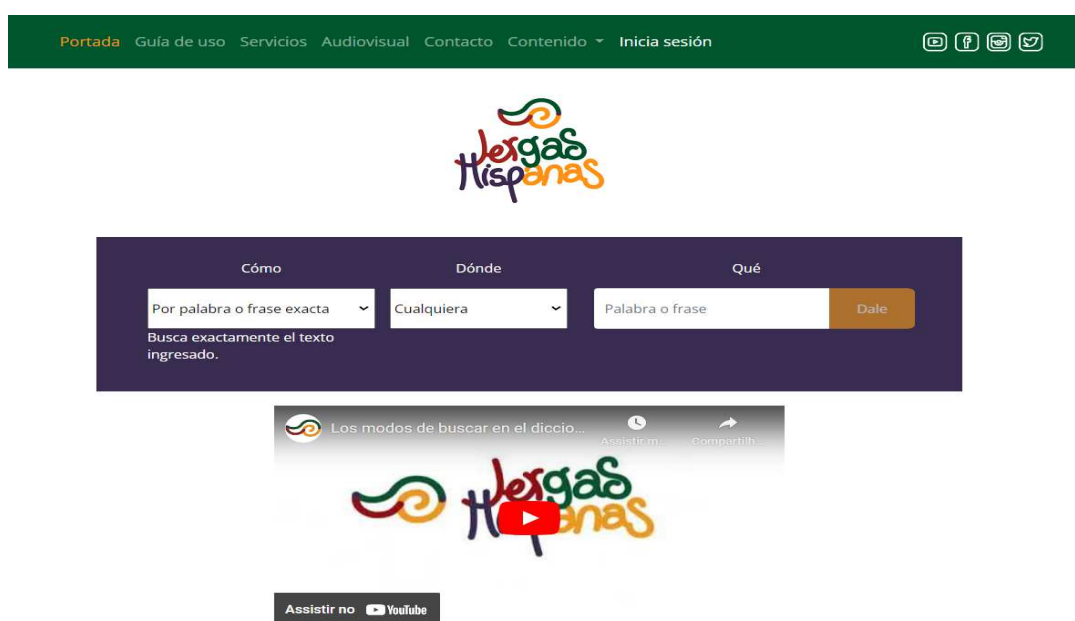 Portada Guía de uso Servicios Audiovisual Contacto Contenido Inicia sesión
Jergas
Hispanas
Cómo Dónde Qué
Por palabra o frase exacta Cualquiera Palabra o frase Dale
Busca exactamente el texto
ingresado.
Los modos de buscar en el diccio...
Assistir m... Compartilh...
Jergas
Hispanas
Assistir no YouTube